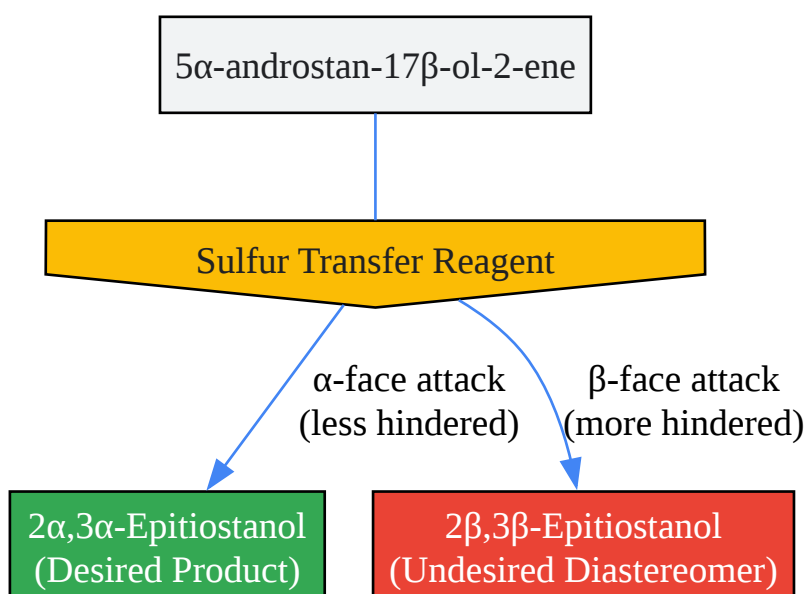 5α-androstan-17β-ol-2-ene
Sulfur Transfer Reagent
α-face attack
(less hindered)
β-face attack
(more hindered)
2α,3α-Epitiostanol
(Desired Product)
2β,3β-Epitiostanol
(Undesired Diastereomer)